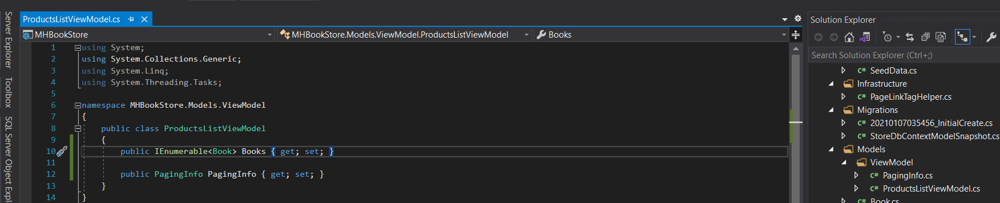 Server Explorer
Toolbox
SQL Server Object Expl
ProductsListViewModel.cs
MHBookStore
MHBookStore.Models.ViewModel.ProductsListViewModel
Books
1 using System;
2 using System.Collections.Generic;
3 using System.Linq;
4 using System.Threading.Tasks;
5
6 namespace MHBookStore.Models.ViewModel
7 {
8 public class ProductsListViewModel
9 {
10 public IEnumerable<Book> Books { get; set; }
11
12 public PagingInfo PagingInfo { get; set; }
13 }
14 }
Solution Explorer
Search Solution Explorer (Ctrl+;)
C# SeedData.cs
Infrastructure
C# PageLinkTagHelper.cs
Migrations
C# 20210107035456_InitialCreate.cs
C# StoreDbContextModelSnapshot.cs
Models
ViewModel
C# PagingInfo.cs
C# ProductsListViewModel.cs
C# Book.cs